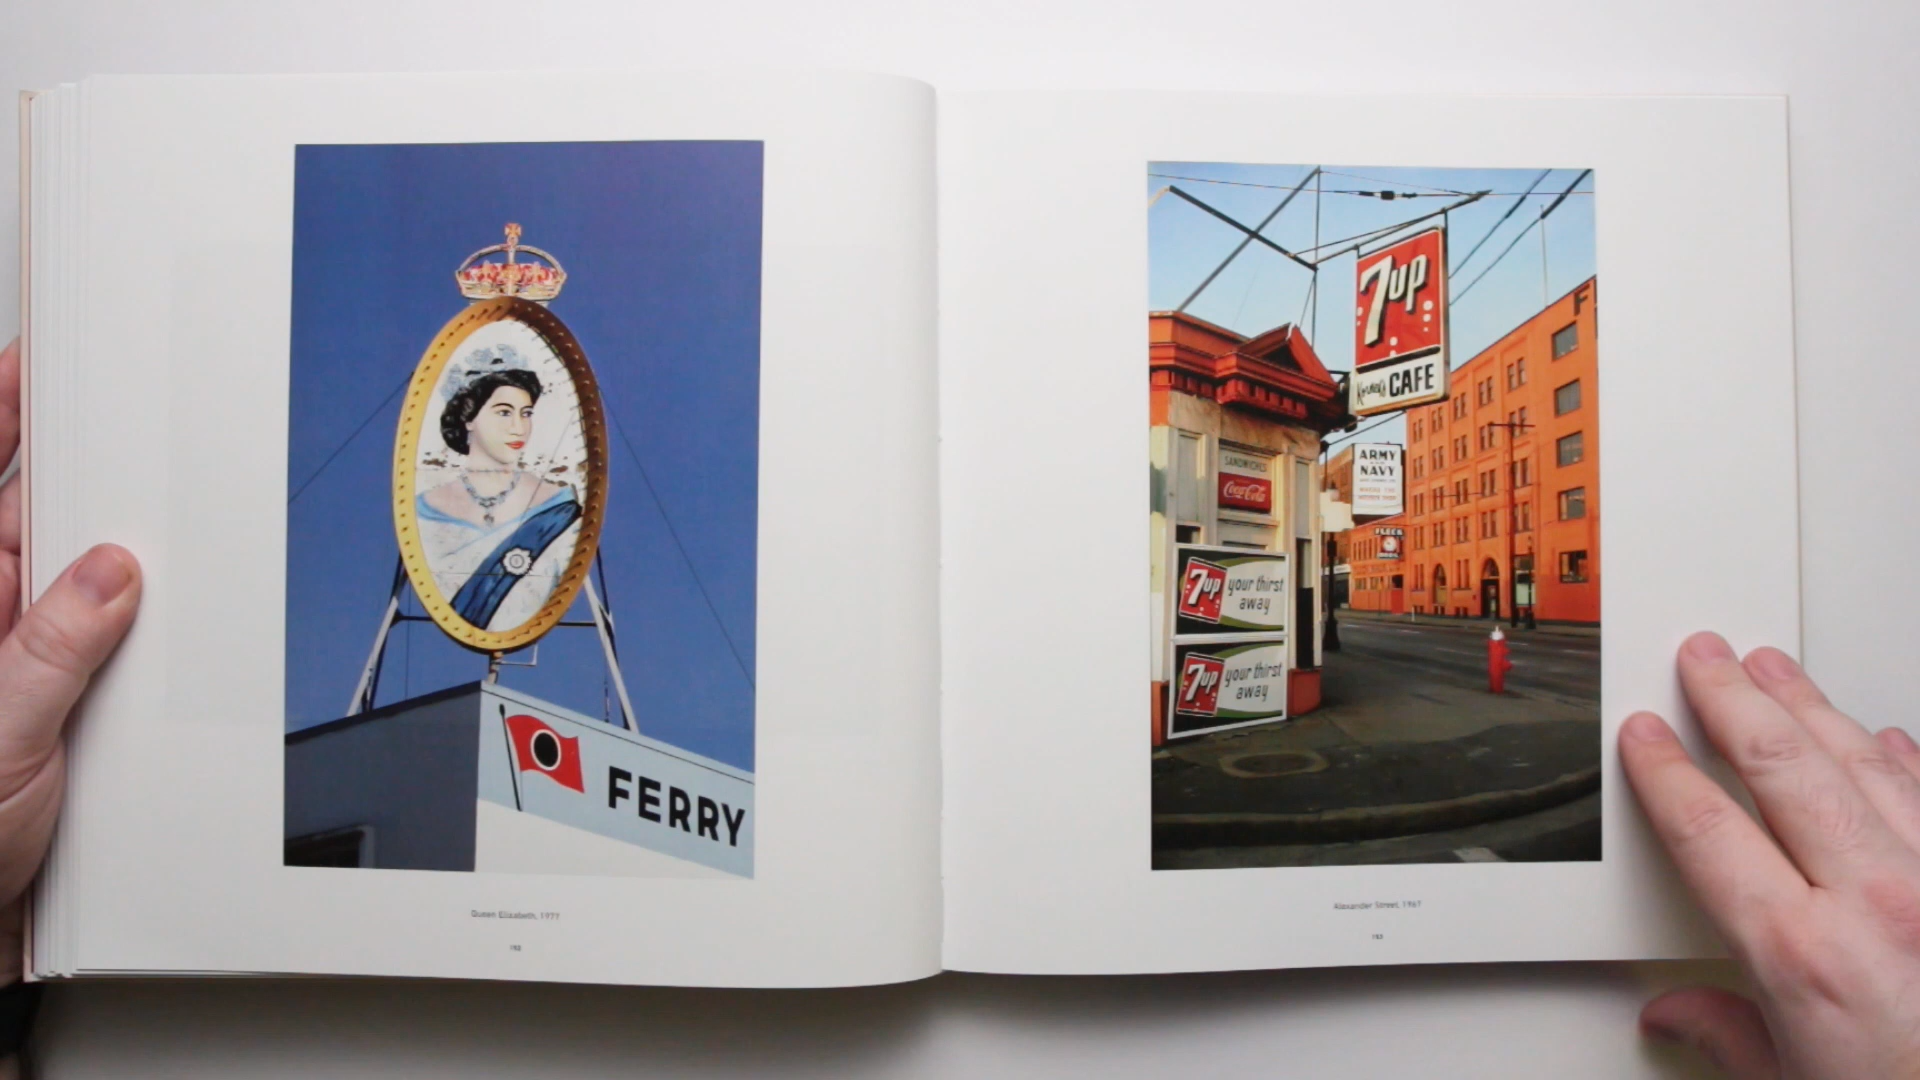 FERRY
Queen Elizabeth, 1977
7up
CAFE
ARMY
NAVY
SANDWICHES
Coca-Cola
7up your thirst
away
7up your thirst
away
Alexander Street, 1967
153